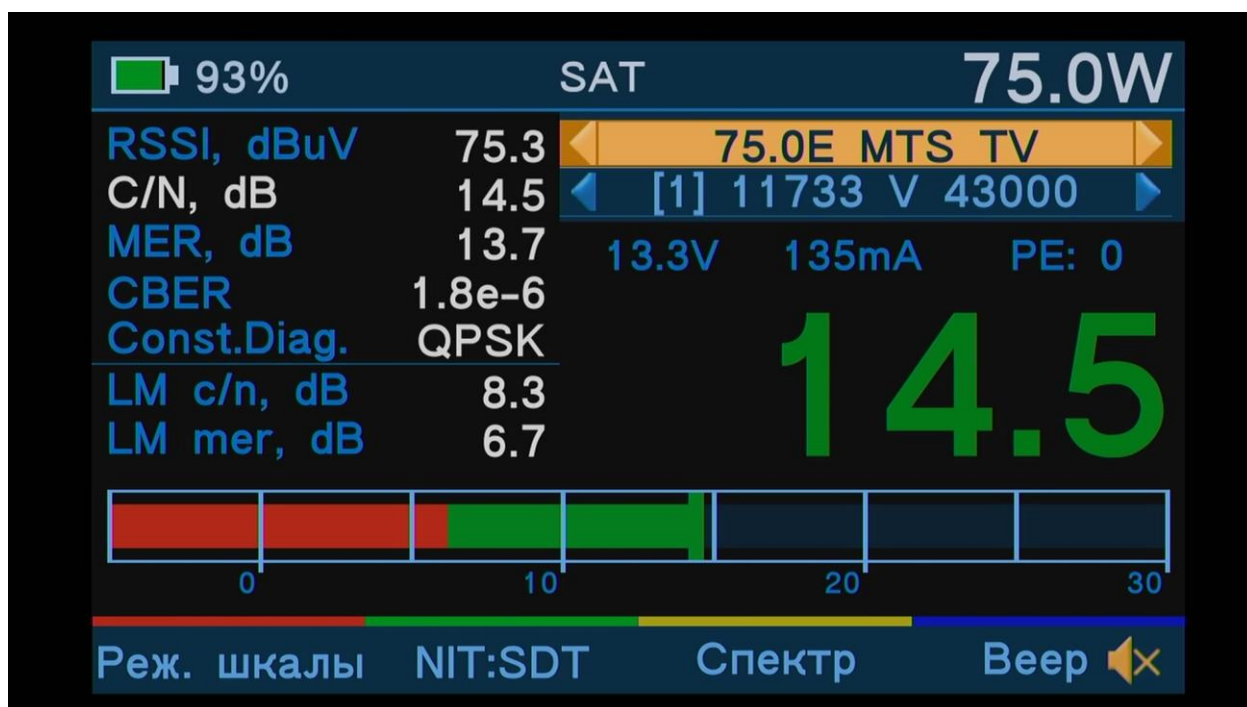 93% SAT 75.0W
RSSI, dBuV 75.3
75.0E MTS TV
C/N, dB 14.5
[1] 11733 V 43000
MER, dB 13.7
13.3V 135mA PE: 0
CBER 1.8e-6
Const.Diag. QPSK
14.5
LM c/n, dB 8.3
LM mer, dB 6.7
0 10 20 30
Реж. шкалы NIT:SDT Спектр Beep